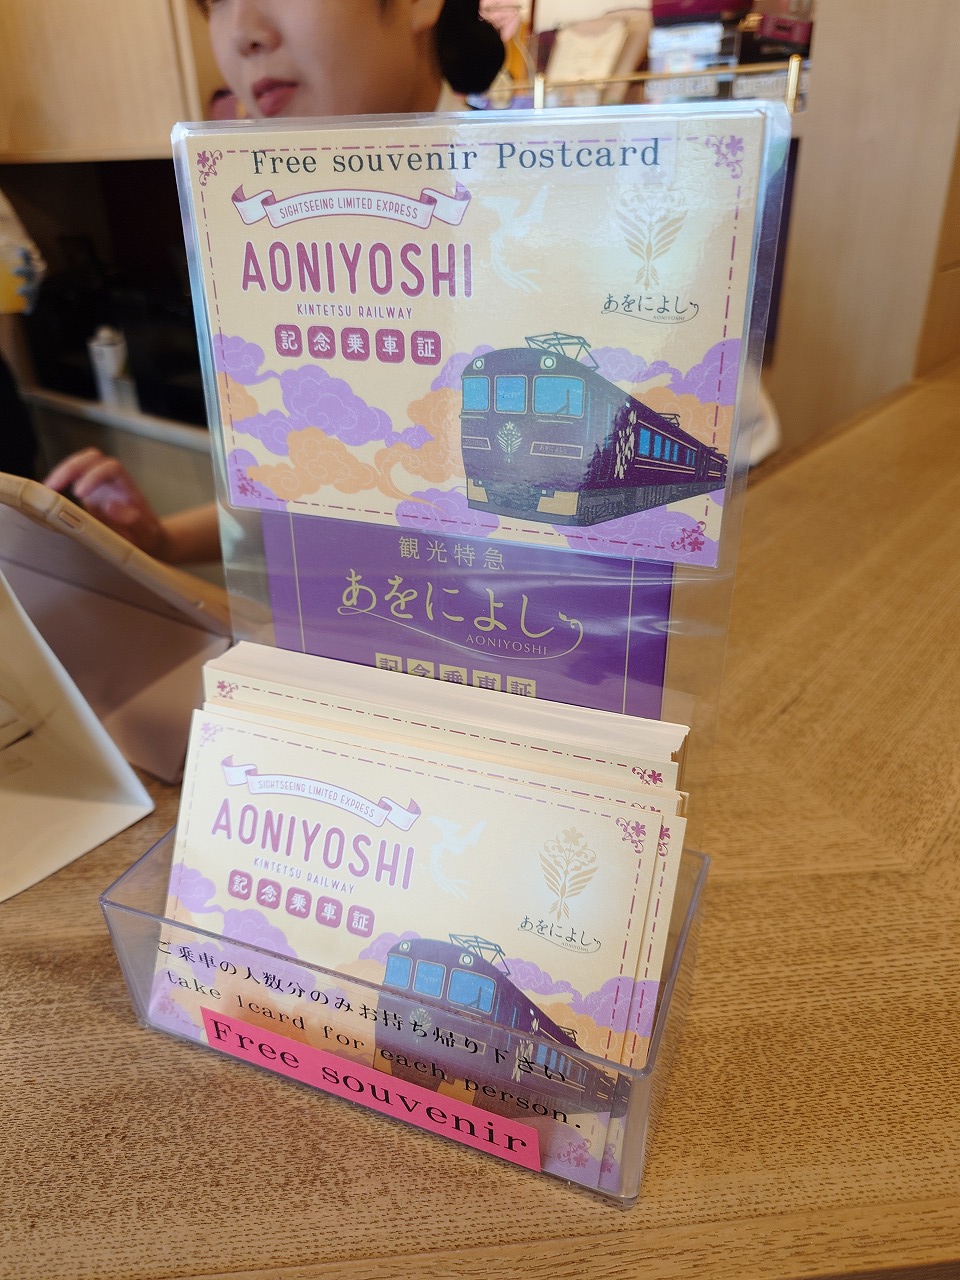 Free souvenir Postcard
SIGHTSEEING LIMITED EXPRESS
AONIYOSHI
KINTETSU RAILWAY
記念乗車証
あをによし
AONIYOSHI
観光特急
あをによし
AONIYOSHI
記念乗車証
SIGHTSEEING LIMITED EXPRESS
AONIYOSHI
KINTETSU RAILWAY
記念乗車証
あをによし
AONIYOSHI
ご乗車の人数分のみお持ち帰り下さい
take 1card for each person.
Free souvenir